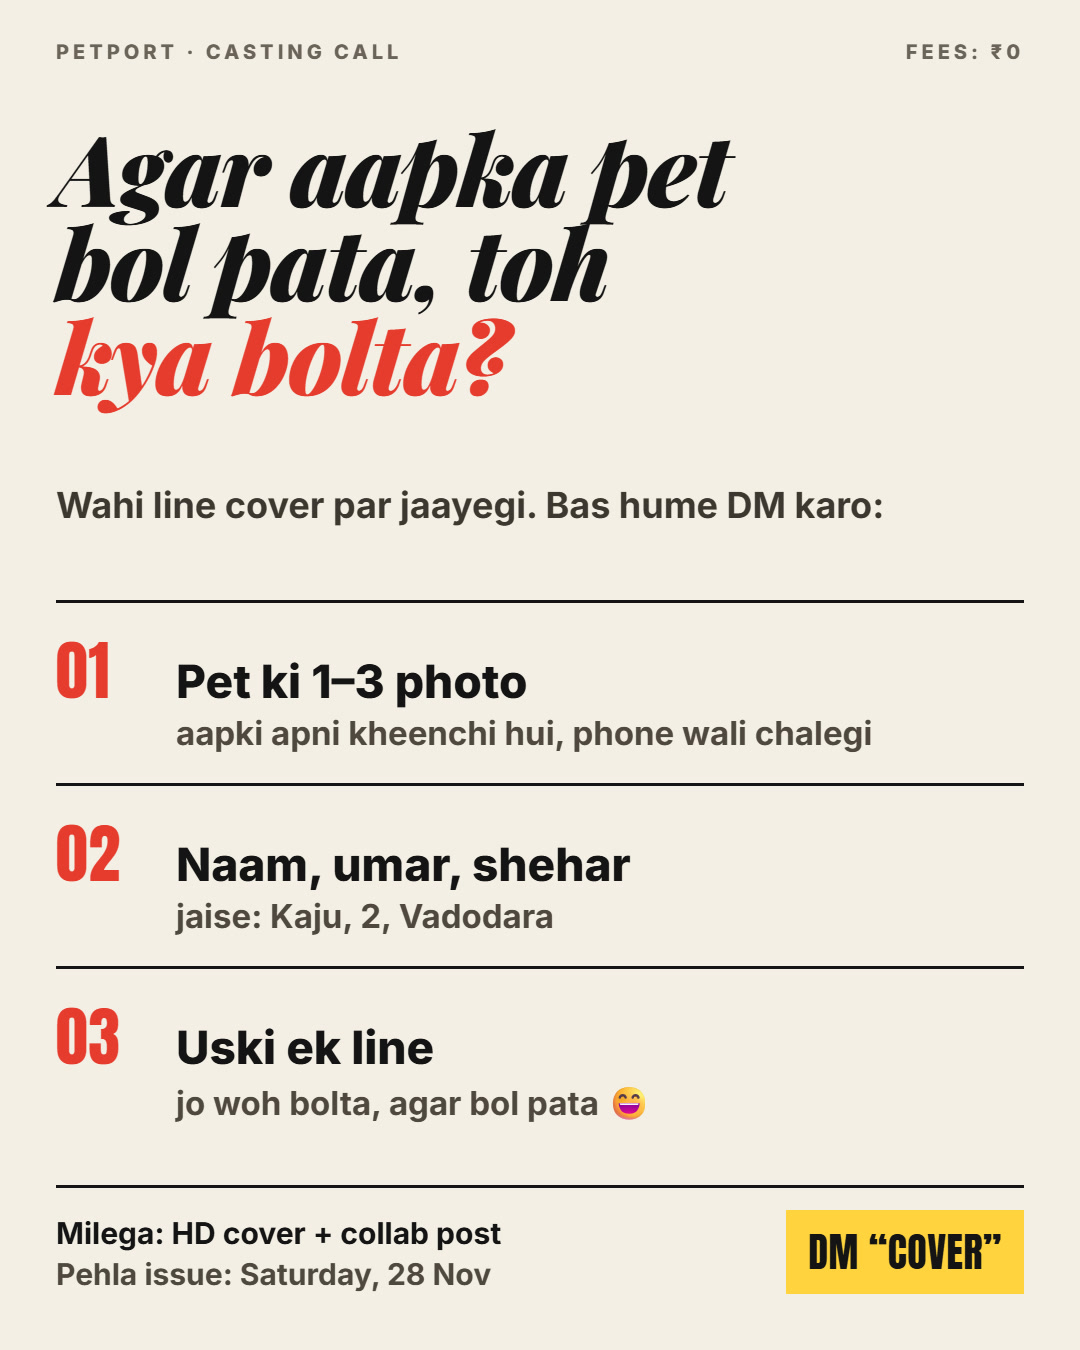 PETPORT · CASTING CALL
FEES: ₹0
Agar aapka pet
bol pata, toh
kya bolta?
Wahi line cover par jaayegi. Bas hume DM karo:
01
Pet ki 1–3 photo
aapki apni kheenchi hui, phone wali chalegi
02
Naam, umar, shehar
jaise: Kaju, 2, Vadodara
03
Uski ek line
jo woh bolta, agar bol pata 😄
Milega: HD cover + collab post
Pehla issue: Saturday, 28 Nov
DM “COVER”